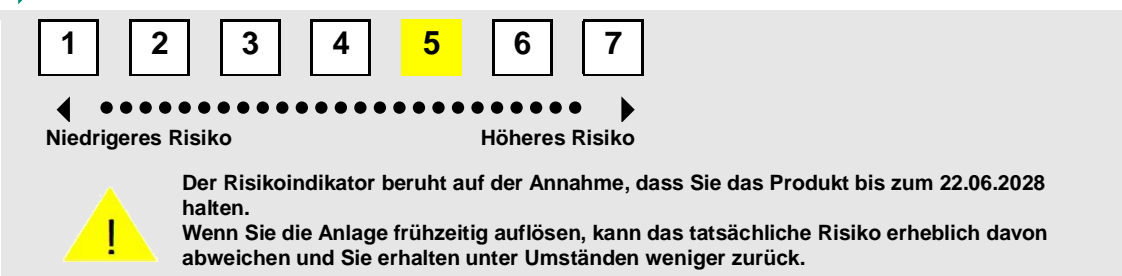 1 2 3 4 5 6 7
Niedrigeres Risiko Höheres Risiko
Der Risikoindikator beruht auf der Annahme, dass Sie das Produkt bis zum 22.06.2028
halten.
!
Wenn Sie die Anlage frühzeitig auflösen, kann das tatsächliche Risiko erheblich davon
abweichen und Sie erhalten unter Umständen weniger zurück.